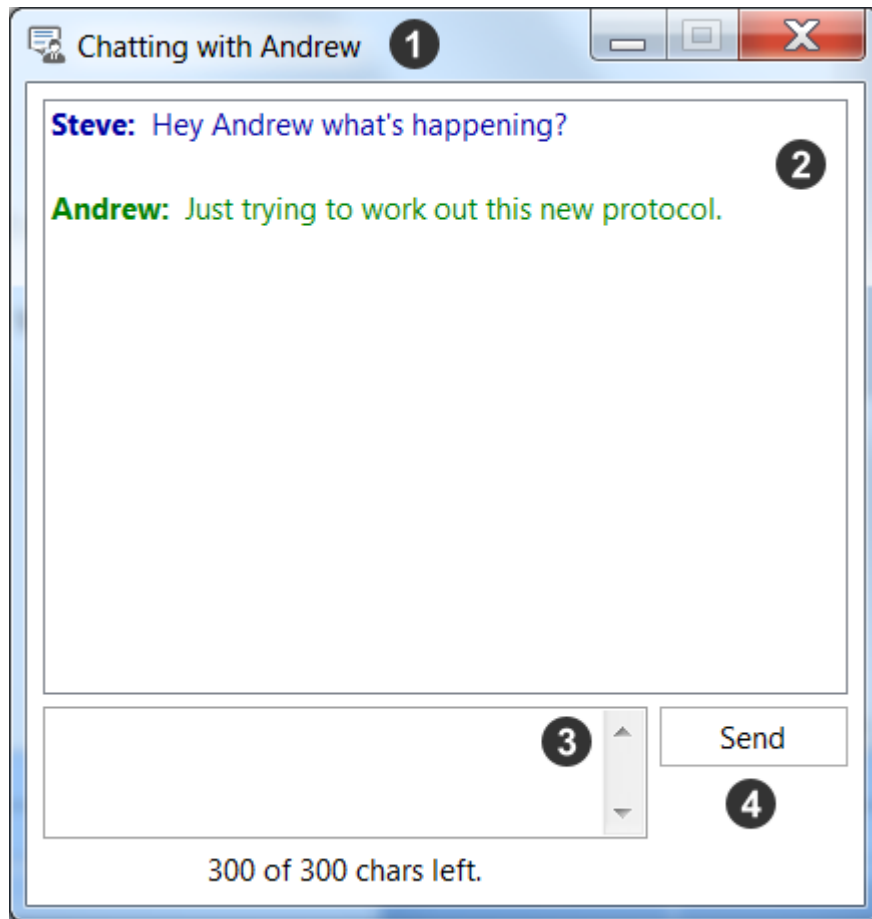 Chatting with Andrew 1
Steve: Hey Andrew what's happening?
2
Andrew: Just trying to work out this new protocol.
3
Send
4
300 of 300 chars left.